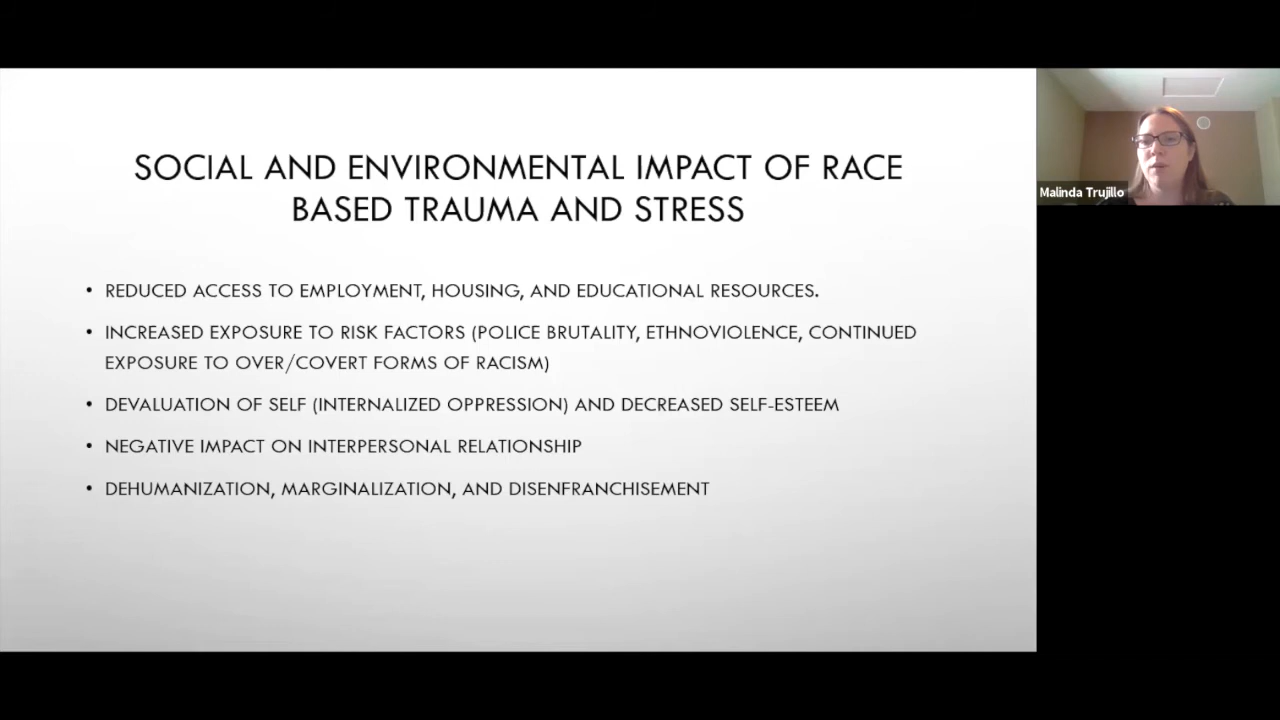 SOCIAL AND ENVIRONMENTAL IMPACT OF RACE
BASED TRAUMA AND STRESS
• REDUCED ACCESS TO EMPLOYMENT, HOUSING, AND EDUCATIONAL RESOURCES.
• INCREASED EXPOSURE TO RISK FACTORS (POLICE BRUTALITY, ETHNOVIOLENCE, CONTINUED
EXPOSURE TO OVER/COVERT FORMS OF RACISM)
• DEVALUATION OF SELF (INTERNALIZED OPPRESSION) AND DECREASED SELF-ESTEEM
• NEGATIVE IMPACT ON INTERPERSONAL RELATIONSHIP
• DEHUMANIZATION, MARGINALIZATION, AND DISENFRANCHISEMENT
Malinda Trujillo